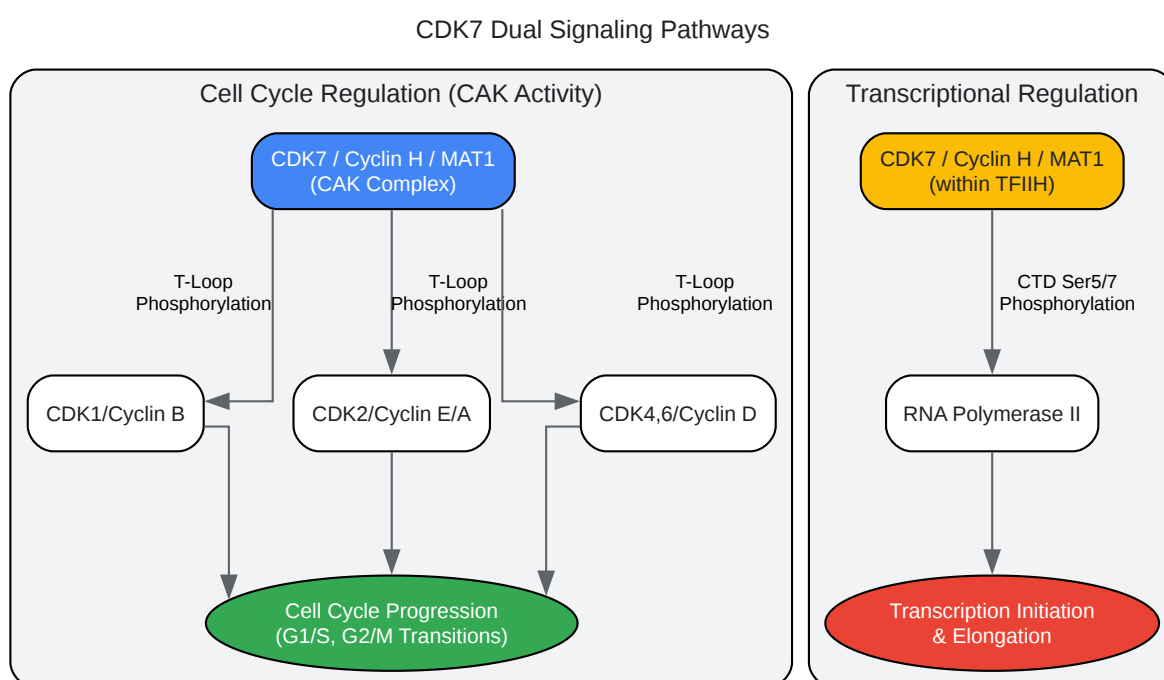 CDK7 Dual Signaling Pathways
Cell Cycle Regulation (CAK Activity)
CDK7 / Cyclin H / MAT1
(CAK Complex)
T-Loop
Phosphorylation
T-Loop
Phosphorylation
T-Loop
Phosphorylation
CDK1/Cyclin B
CDK2/Cyclin E/A
CDK4,6/Cyclin D
Cell Cycle Progression
(G1/S, G2/M Transitions)
Transcriptional Regulation
CDK7 / Cyclin H / MAT1
(within TFIIH)
CTD Ser5/7
Phosphorylation
RNA Polymerase II
Transcription Initiation
& Elongation